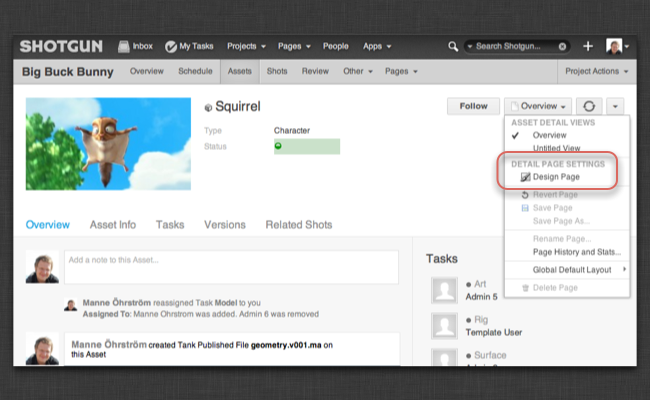 SHOTGUN Inbox My Tasks Projects Pages People Apps Search Shotgun...
Big Buck Bunny Overview Schedule Assets Shots Review Other Pages Project Actions
Squirrel
Follow Overview
Type Character
Status
ASSET DETAIL VIEWS
Overview
Untitled View
DETAIL PAGE SETTINGS
Design Page
Revert Page
Save Page
Save Page As...
Rename Page...
Page History and Stats...
Global Default Layout
Delete Page
Overview Asset Info Tasks Versions Related Shots
Add a note to this Asset...
Manne Öhrström reassigned Task Model to you
Assigned To: Manne Ohrstrom was added. Admin 6 was removed
Manne Öhrström created Tank Published File geometry.v001.ma on
this Asset
Tasks
Art
Admin 5
Rig
Template User
Surface
Admin 6